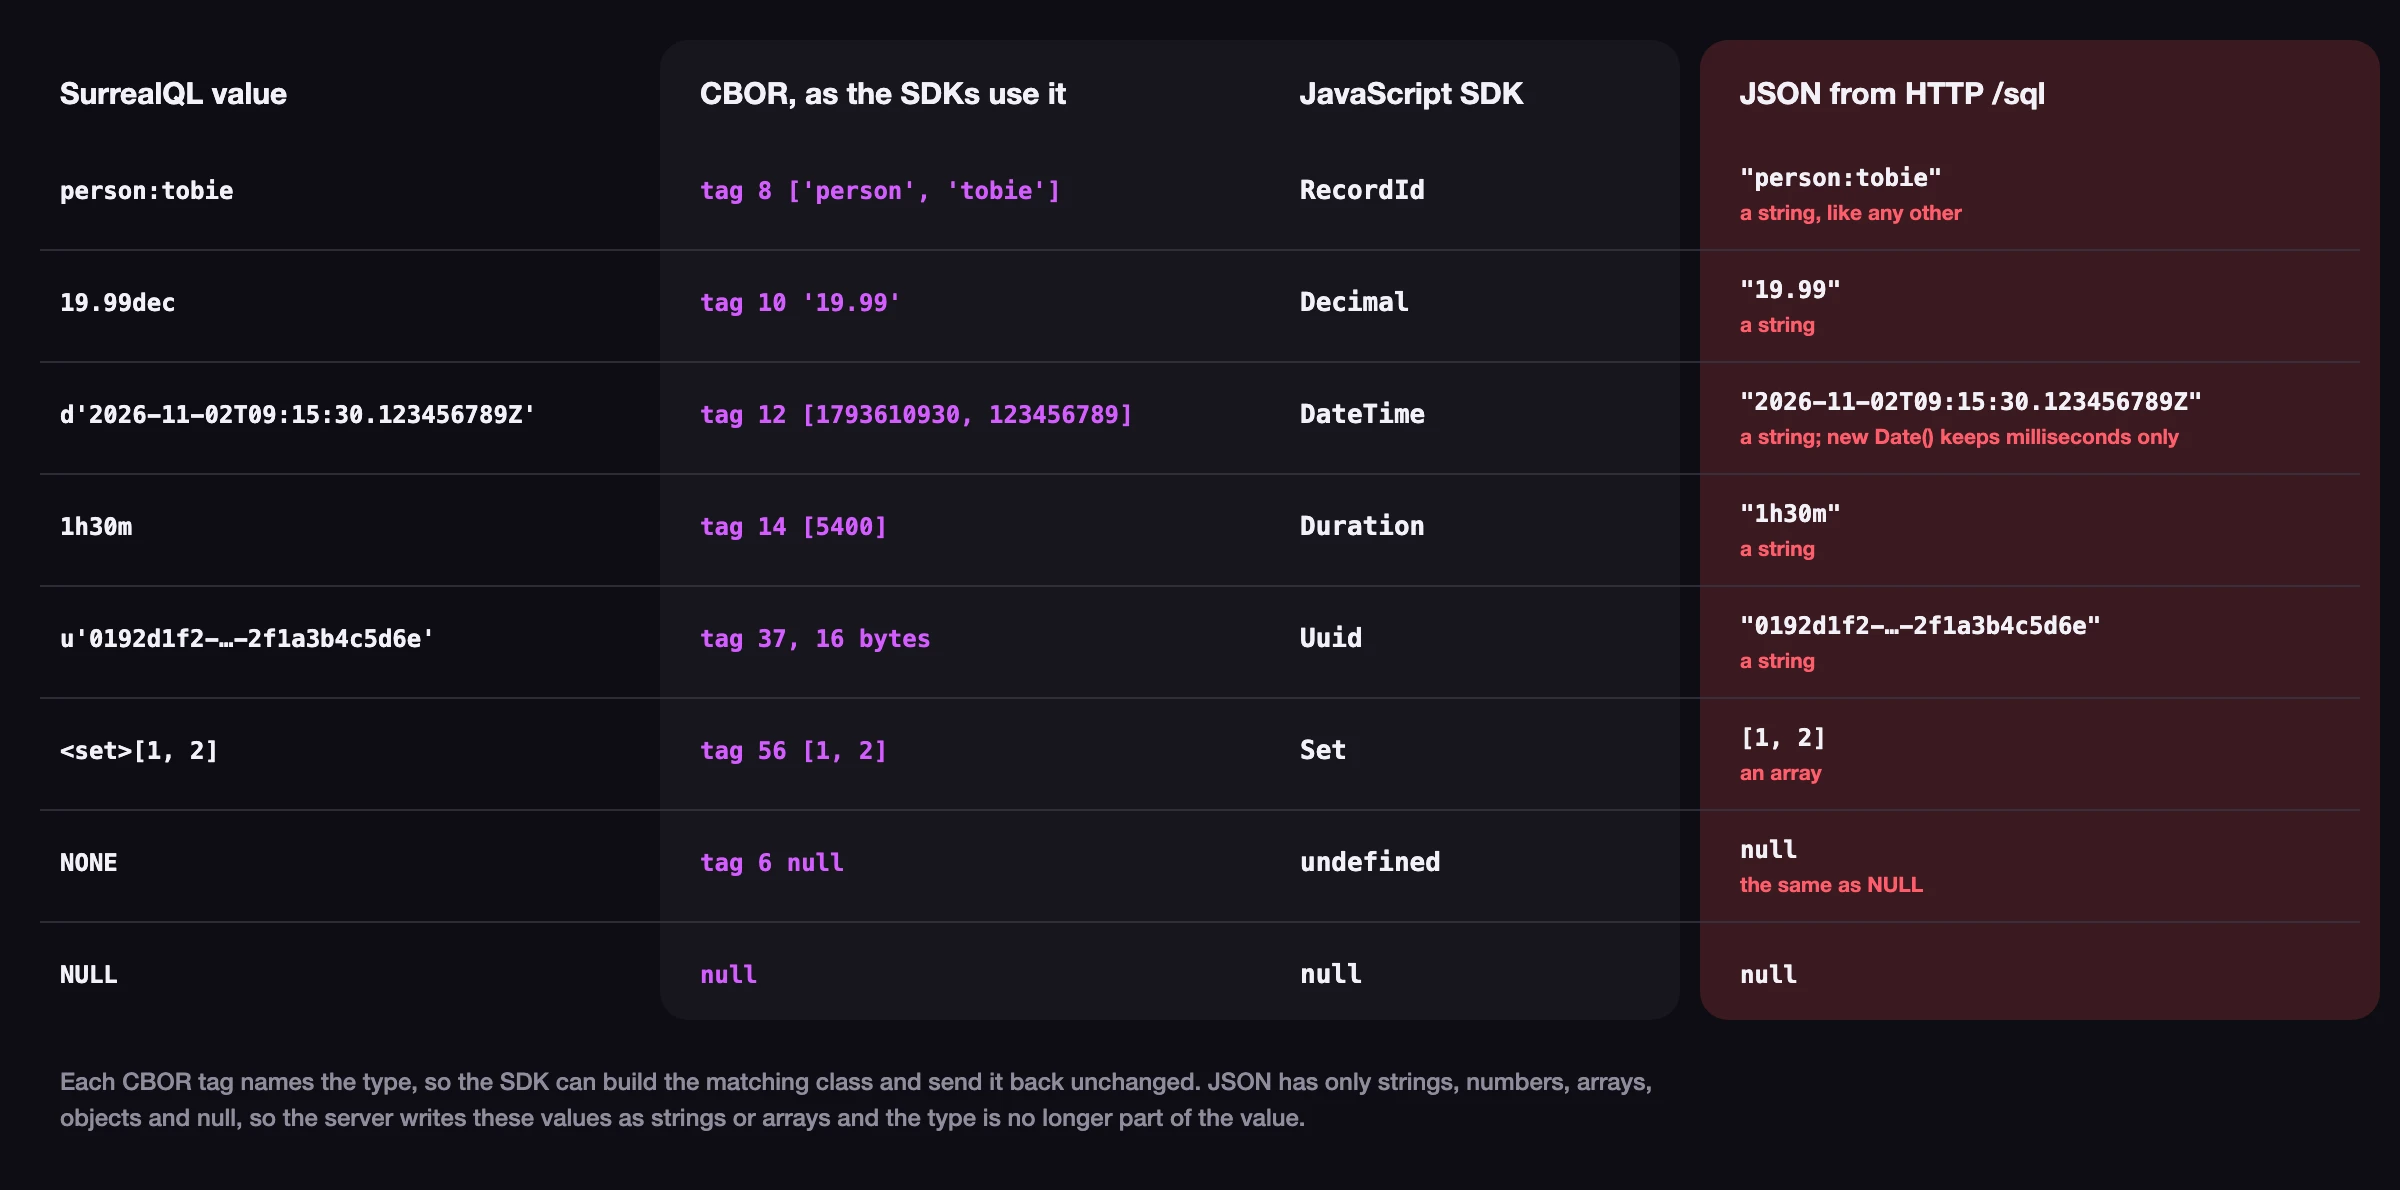 SurrealQL value
CBOR, as the SDKs use it
JavaScript SDK
JSON from HTTP /sql
person:tobie
tag 8 ['person', 'tobie']
RecordId
"person:tobie"
a string, like any other
19.99dec
tag 10 '19.99'
Decimal
"19.99"
a string
d'2026-11-02T09:15:30.123456789Z'
tag 12 [1793610930, 123456789]
DateTime
"2026-11-02T09:15:30.123456789Z"
a string; new Date() keeps milliseconds only
1h30m
tag 14 [5400]
Duration
"1h30m"
a string
u'0192d1f2-…-2f1a3b4c5d6e'
tag 37, 16 bytes
Uuid
"0192d1f2-…-2f1a3b4c5d6e"
a string
<set>[1, 2]
tag 56 [1, 2]
Set
[1, 2]
an array
NONE
tag 6 null
undefined
null
the same as NULL
NULL
null
null
null
Each CBOR tag names the type, so the SDK can build the matching class and send it back unchanged. JSON has only strings, numbers, arrays,
objects and null, so the server writes these values as strings or arrays and the type is no longer part of the value.